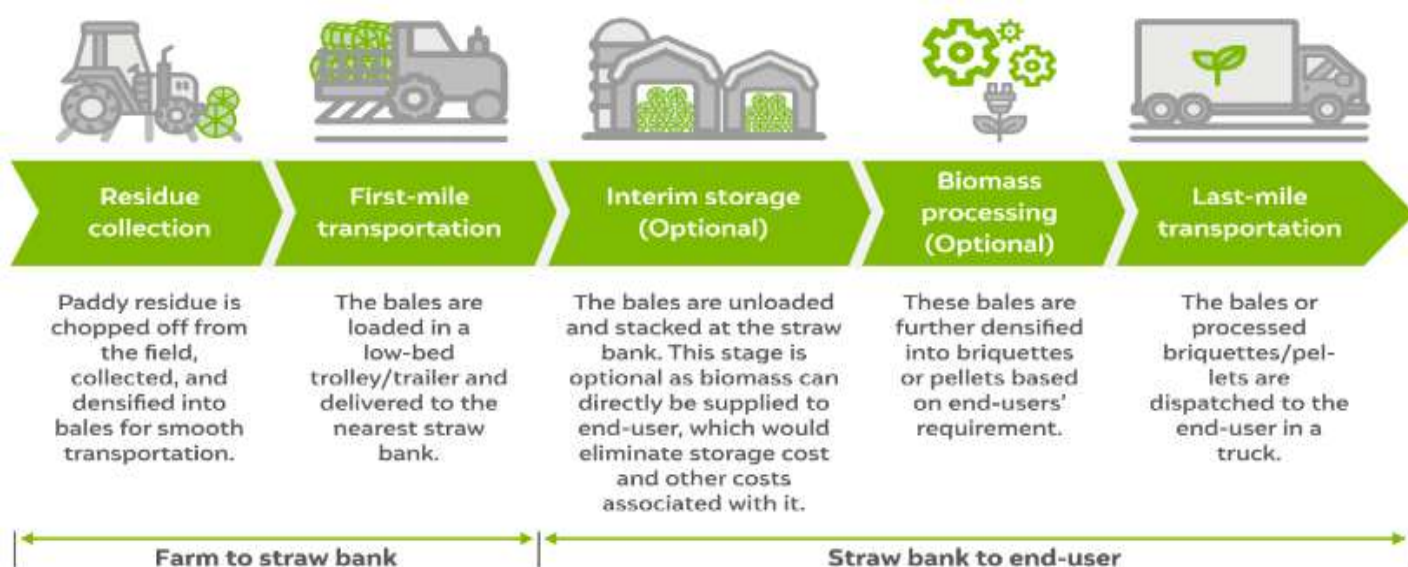 Residue
collection
First-mile
transportation
Interim storage
(Optional)
Biomass
processing
(Optional)
Last-mile
transportation
Paddy residue is
chopped off from
the field,
collected, and
densified into
bales for smooth
transportation.
The bales are
loaded in a
low-bed
trolley/trailer and
delivered to the
nearest straw
bank.
The bales are unloaded
and stacked at the straw
bank. This stage is
optional as biomass can
directly be supplied to
end-user, which would
eliminate storage cost
and other costs
associated with it.
These bales are
further densified
into briquettes
or pellets based
on end-users'
requirement.
The bales or
processed
briquettes/pel-
lets are
dispatched to the
end-user in a
truck.
Farm to straw bank
Straw bank to end-user